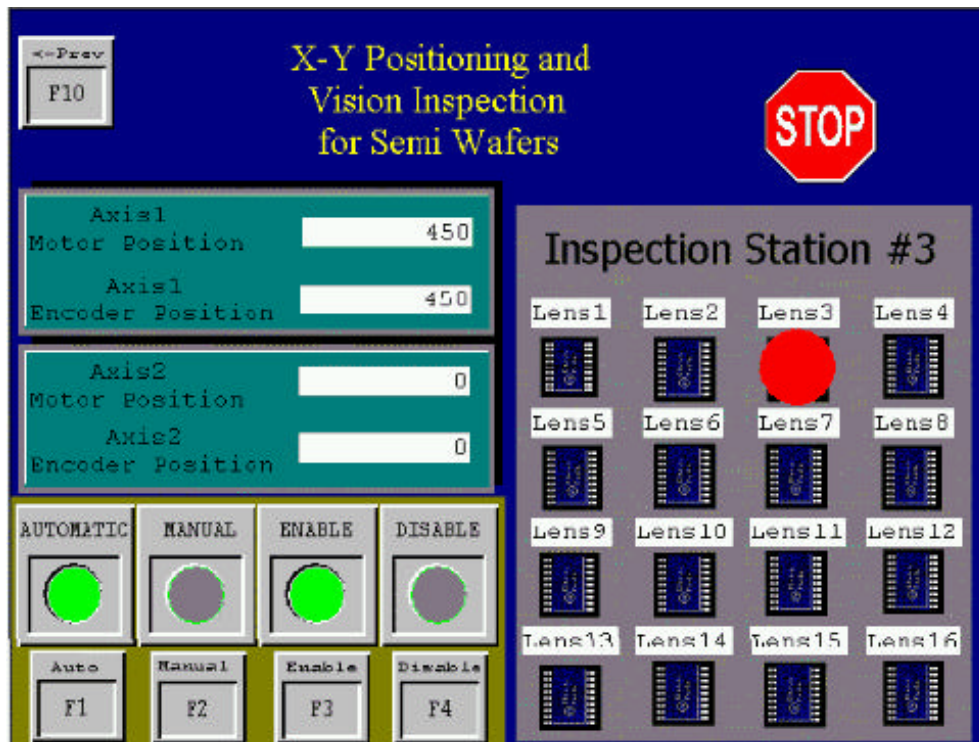 <-Prev
F10
X-Y Positioning and
Vision Inspection
for Semi Wafers
STOP
Axis1
Motor Position
450
Axis1
Encoder Position
450
Axis2
Motor Position
0
Axis2
Encoder Position
0
AUTOMATIC
MANUAL
ENABLE
DISABLE
Auto
F1
Manual
F2
Enable
F3
Disable
F4
Inspection Station #3
Lens1
Lens2
Lens3
Lens4
Lens5
Lens6
Lens7
Lens8
Lens9
Lens10
Lens11
Lens12
Lens13
Lens14
Lens15
Lens16